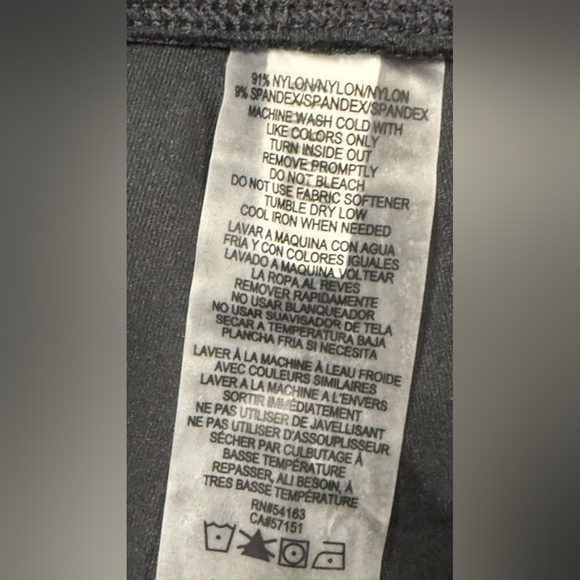 91% NYLON/NYLON/NYLON
9% SPANDEX/SPANDEX/SPANDEX
MACHINE WASH COLD WITH
LIKE COLORS ONLY
TURN INSIDE OUT
REMOVE PROMPTLY
DO NOT BLEACH
DO NOT USE FABRIC SOFTENER
TUMBLE DRY LOW
COOL IRON WHEN NEEDED
LAVAR A MAQUINA CON AGUA
FRIA Y CON COLORES IGUALES
LAVADO A MAQUINA VOLTEAR
LA ROPA AL REVES
REMOVER RAPIDAMENTE
NO USAR BLANQUEADOR
NO USAR SUAVISADOR DE TELA
SECAR A TEMPERATURA BAJA
PLANCHA FRIA SI NECESITA
LAVER À LA MACHINE À LEAU FROIDE
AVEC COULEURS SIMILAIRES
LAVER A LA MACHINE A L'ENVERS
SORTIR IMMÉDIATEMENT
NE PAS UTILISER DE JAVELLISANT
NE PAS UTILISER D'ASSOUPLISSEUR
SÉCHER PAR CULBUTAGE À
BASSE TEMPÉRATURE
REPASSER, ALI BESOIN, À
TRES BASSE TEMPÉRATURE
RN#54163
CA#57151